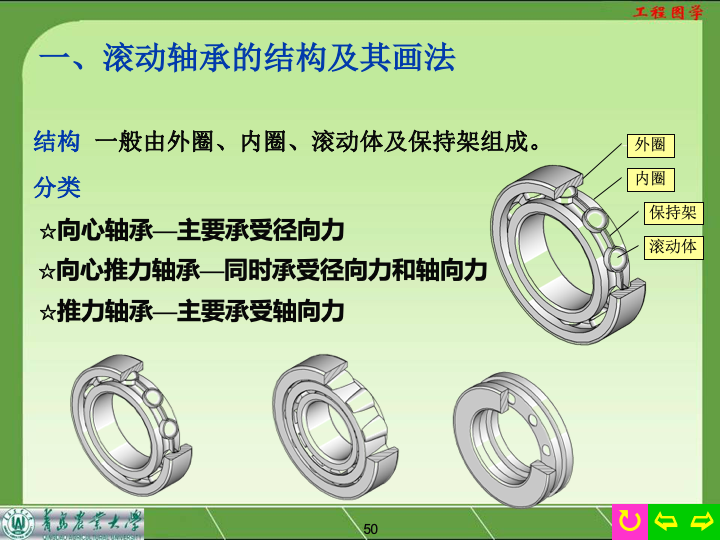 工程图学
一、滚动轴承的结构及其画法
结构 一般由外圈、内圈、滚动体及保持架组成。
分类
☆向心轴承—主要承受径向力
☆向心推力轴承—同时承受径向力和轴向力
☆推力轴承—主要承受轴向力
外圈
内圈
保持架
滚动体
青岛农业大学
50